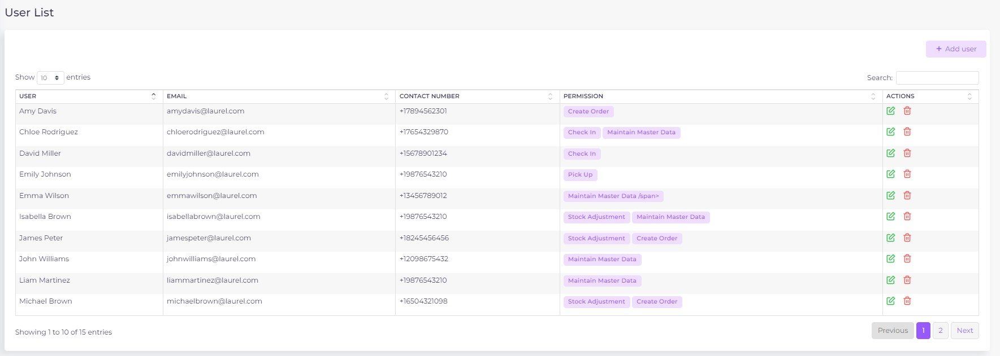 User List
+ Add user
Show 10 entries
Search:
USER EMAIL CONTACT NUMBER PERMISSION ACTIONS
Amy Davis amydavis@laurel.com +17894562301 Create Order
Chloe Rodriguez chloerodriguez@laurel.com +17654329870 Check In Maintain Master Data
David Miller davidmiller@laurel.com +15678901234 Check In
Emily Johnson emilyjohnson@laurel.com +19876543210 Pick Up
Emma Wilson emmawilson@laurel.com +13456789012 Maintain Master Data /span>
Isabella Brown isabellabrown@laurel.com +19876543210 Stock Adjustment Maintain Master Data
James Peter jamespeter@laurel.com +18245456456 Stock Adjustment Create Order
John Williams johnwilliams@laurel.com +12098675432 Maintain Master Data
Liam Martinez liammartinez@laurel.com +19876543210 Maintain Master Data
Michael Brown michaelbrown@laurel.com +16504321098 Stock Adjustment Create Order
Showing 1 to 10 of 15 entries
Previous 1 2 Next